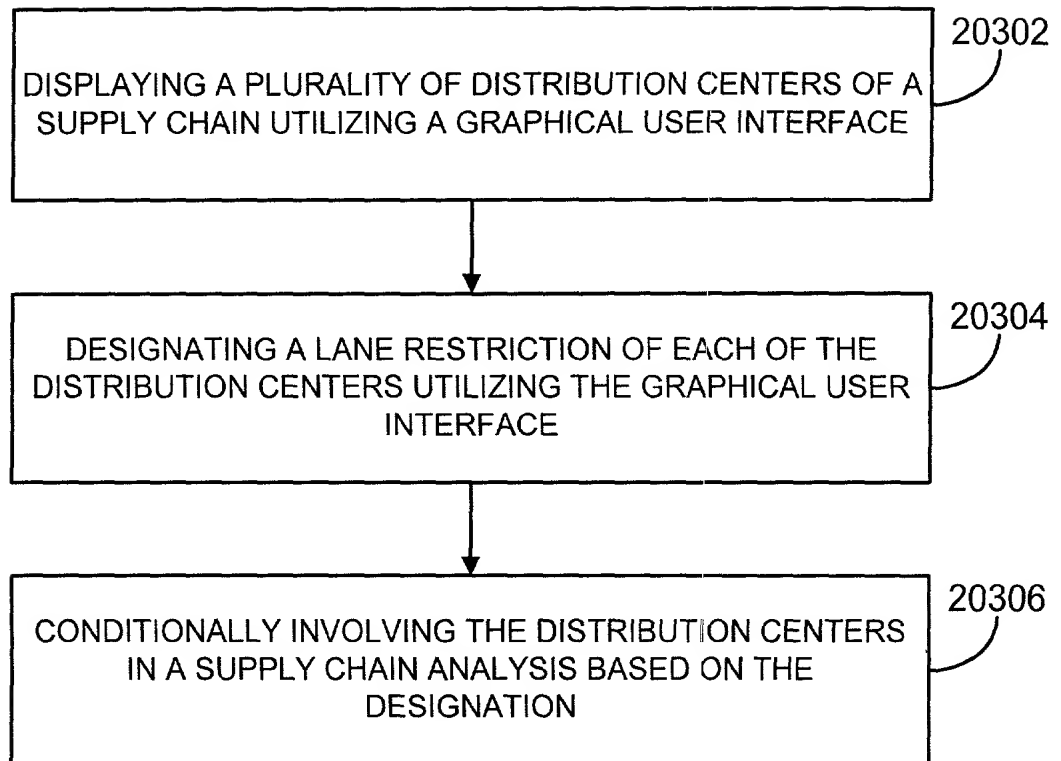 20302
DISPLAYING A PLURALITY OF DISTRIBUTION CENTERS OF A
SUPPLY CHAIN UTILIZING A GRAPHICAL USER INTERFACE
20304
DESIGNATING A LANE RESTRICTION OF EACH OF THE
DISTRIBUTION CENTERS UTILIZING THE GRAPHICAL USER
INTERFACE
20306
CONDITIONALLY INVOLVING THE DISTRIBUTION CENTERS
IN A SUPPLY CHAIN ANALYSIS BASED ON THE
DESIGNATION